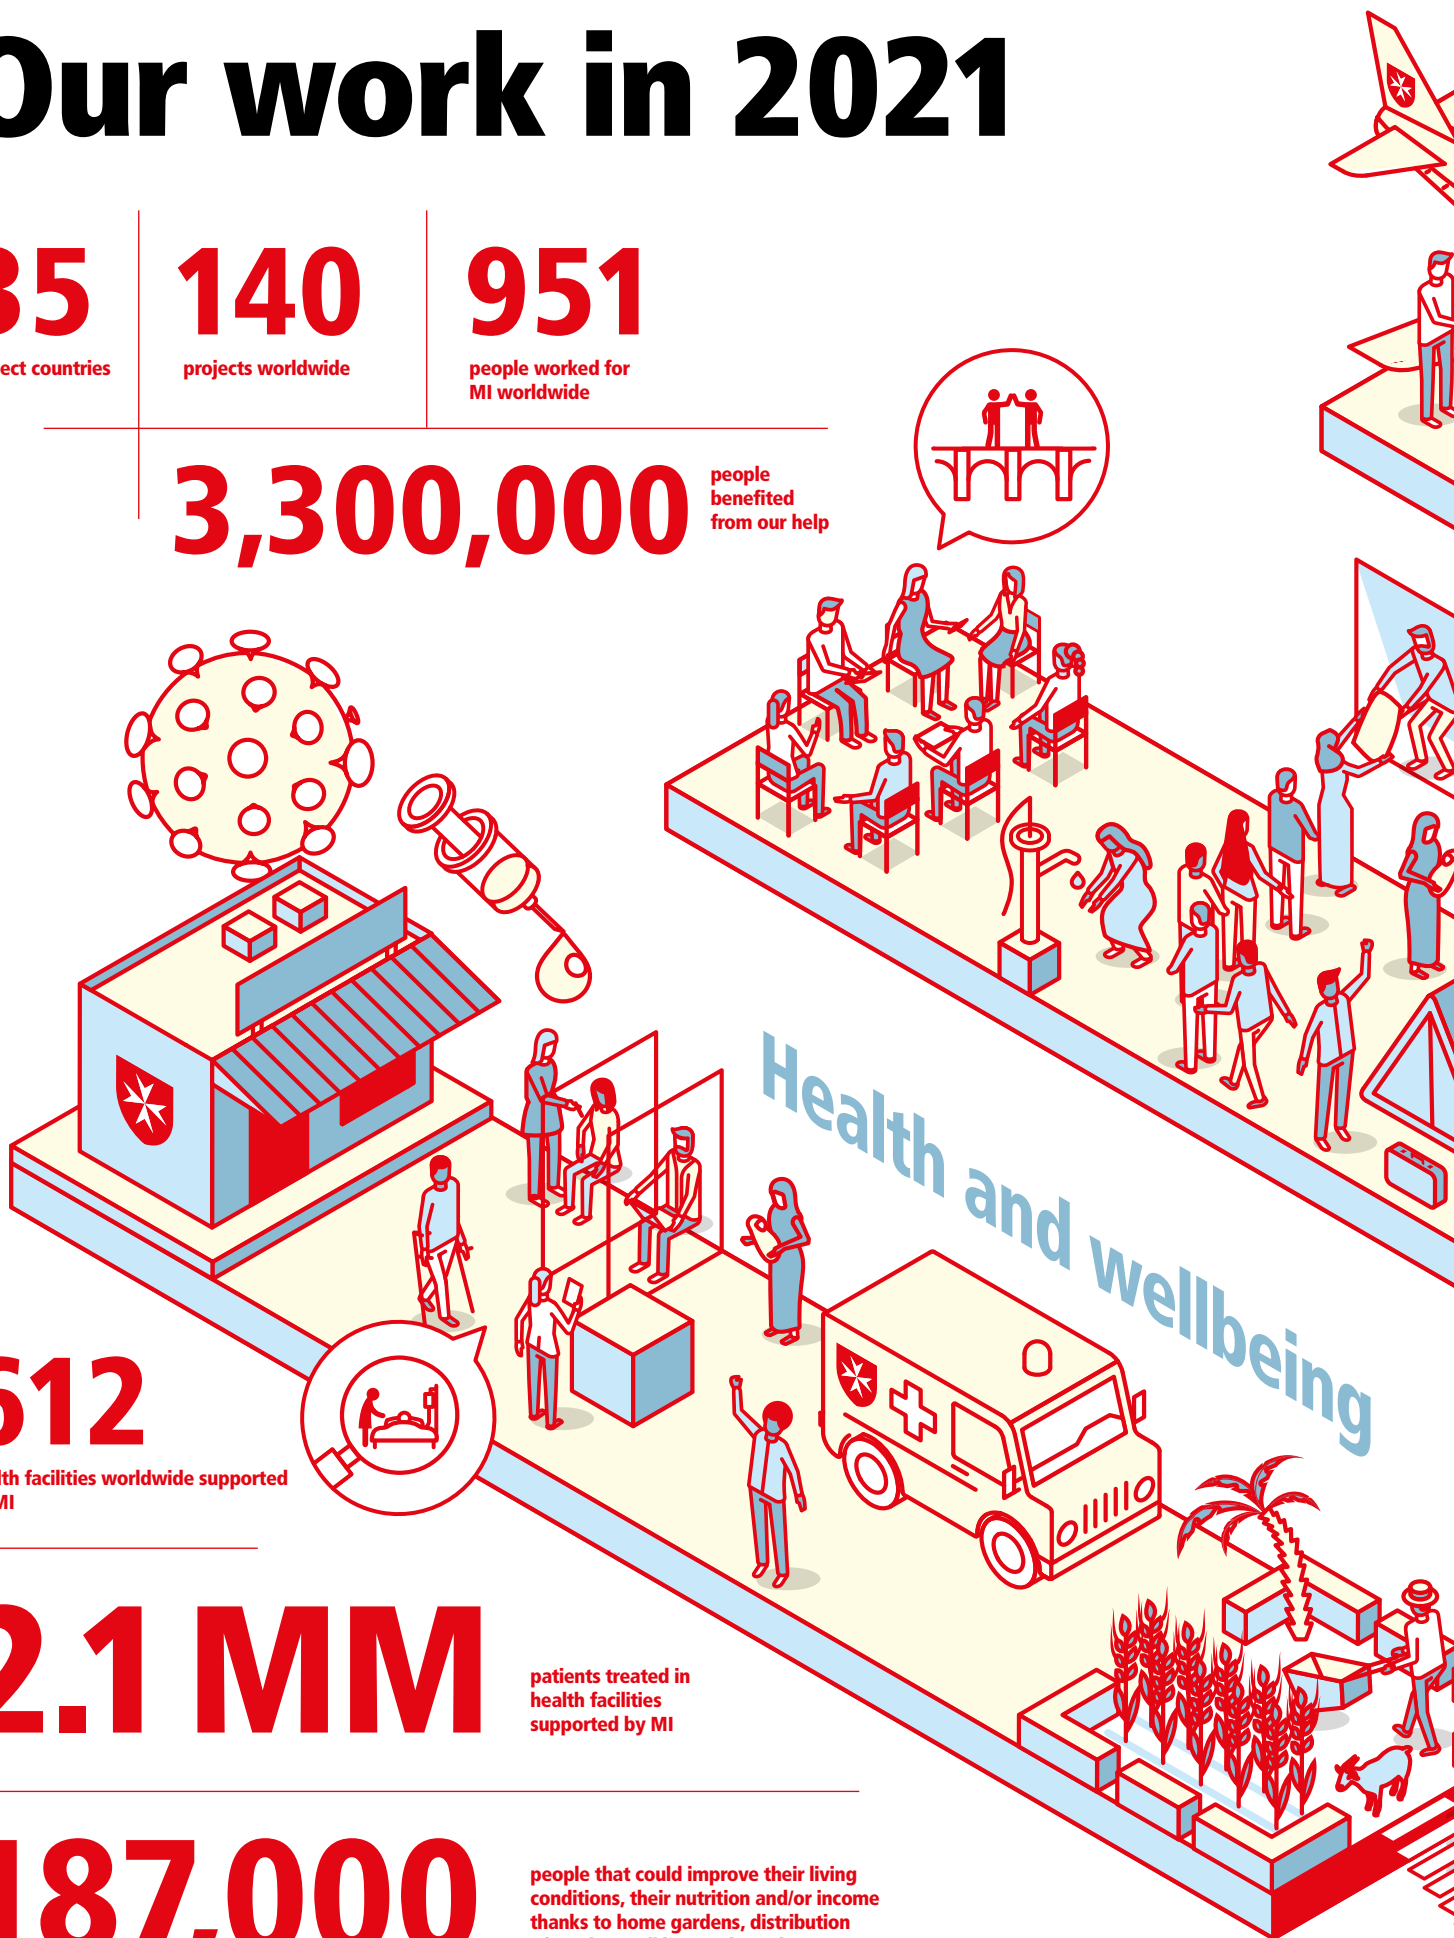 Our work in 2021
35
140
951
ect countries
projects worldwide
people worked for
MI worldwide
3,300,000
people
benefited
from our help
Health and wellbeing
612
lth facilities worldwide supported
MI
2.1 MM
patients treated in
health facilities
supported by MI
187,000
people that could improve their living
conditions, their nutrition and/or income
thanks to home gardens, distribution